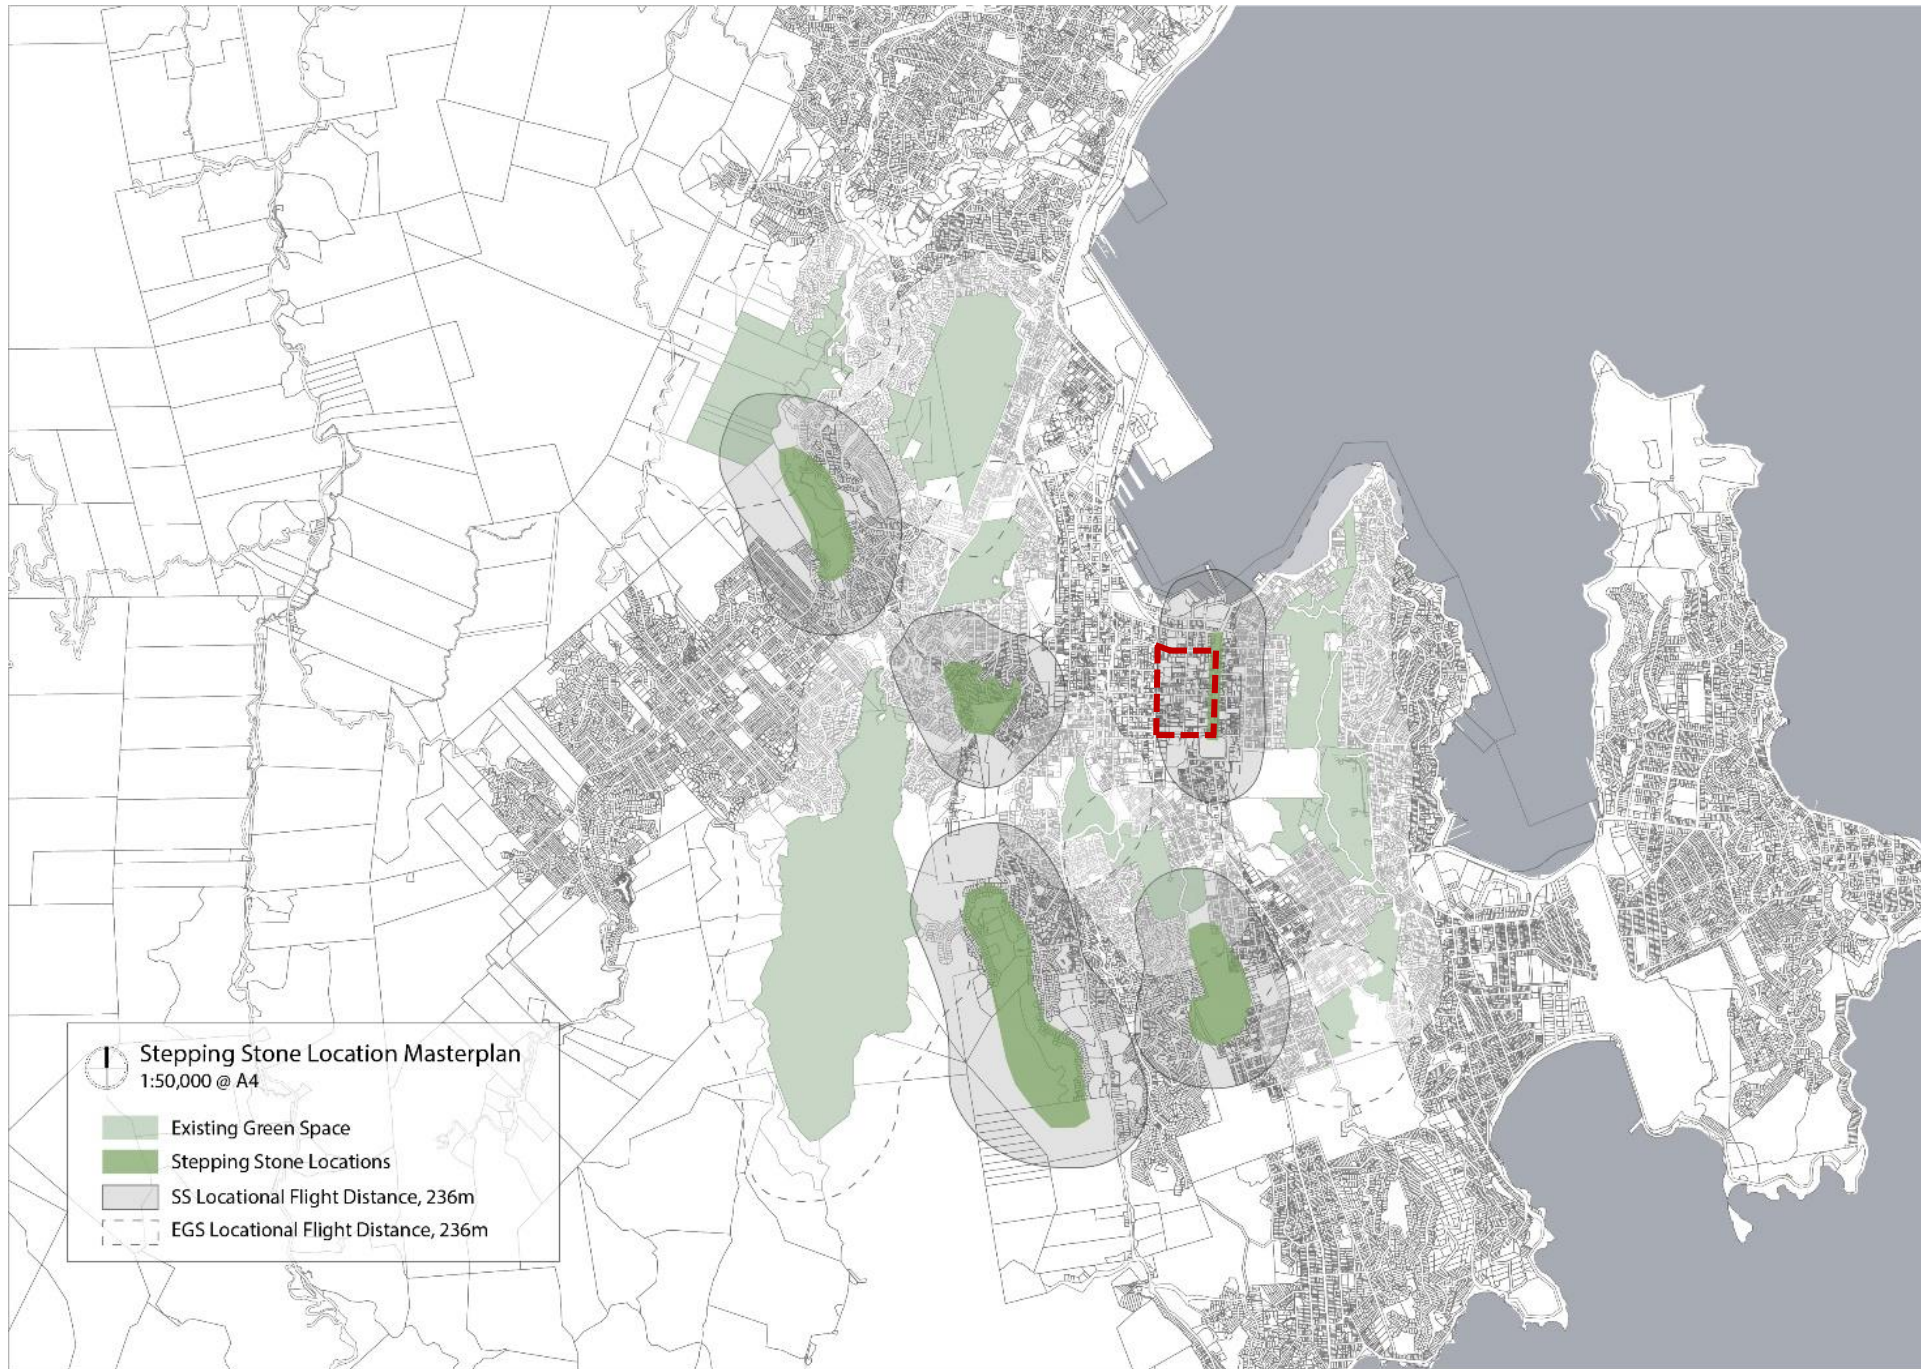 Stepping Stone Location Masterplan
1:50,000 @ A4
Existing Green Space
Stepping Stone Locations
SS Locational Flight Distance, 236m
EGS Locational Flight Distance, 236m